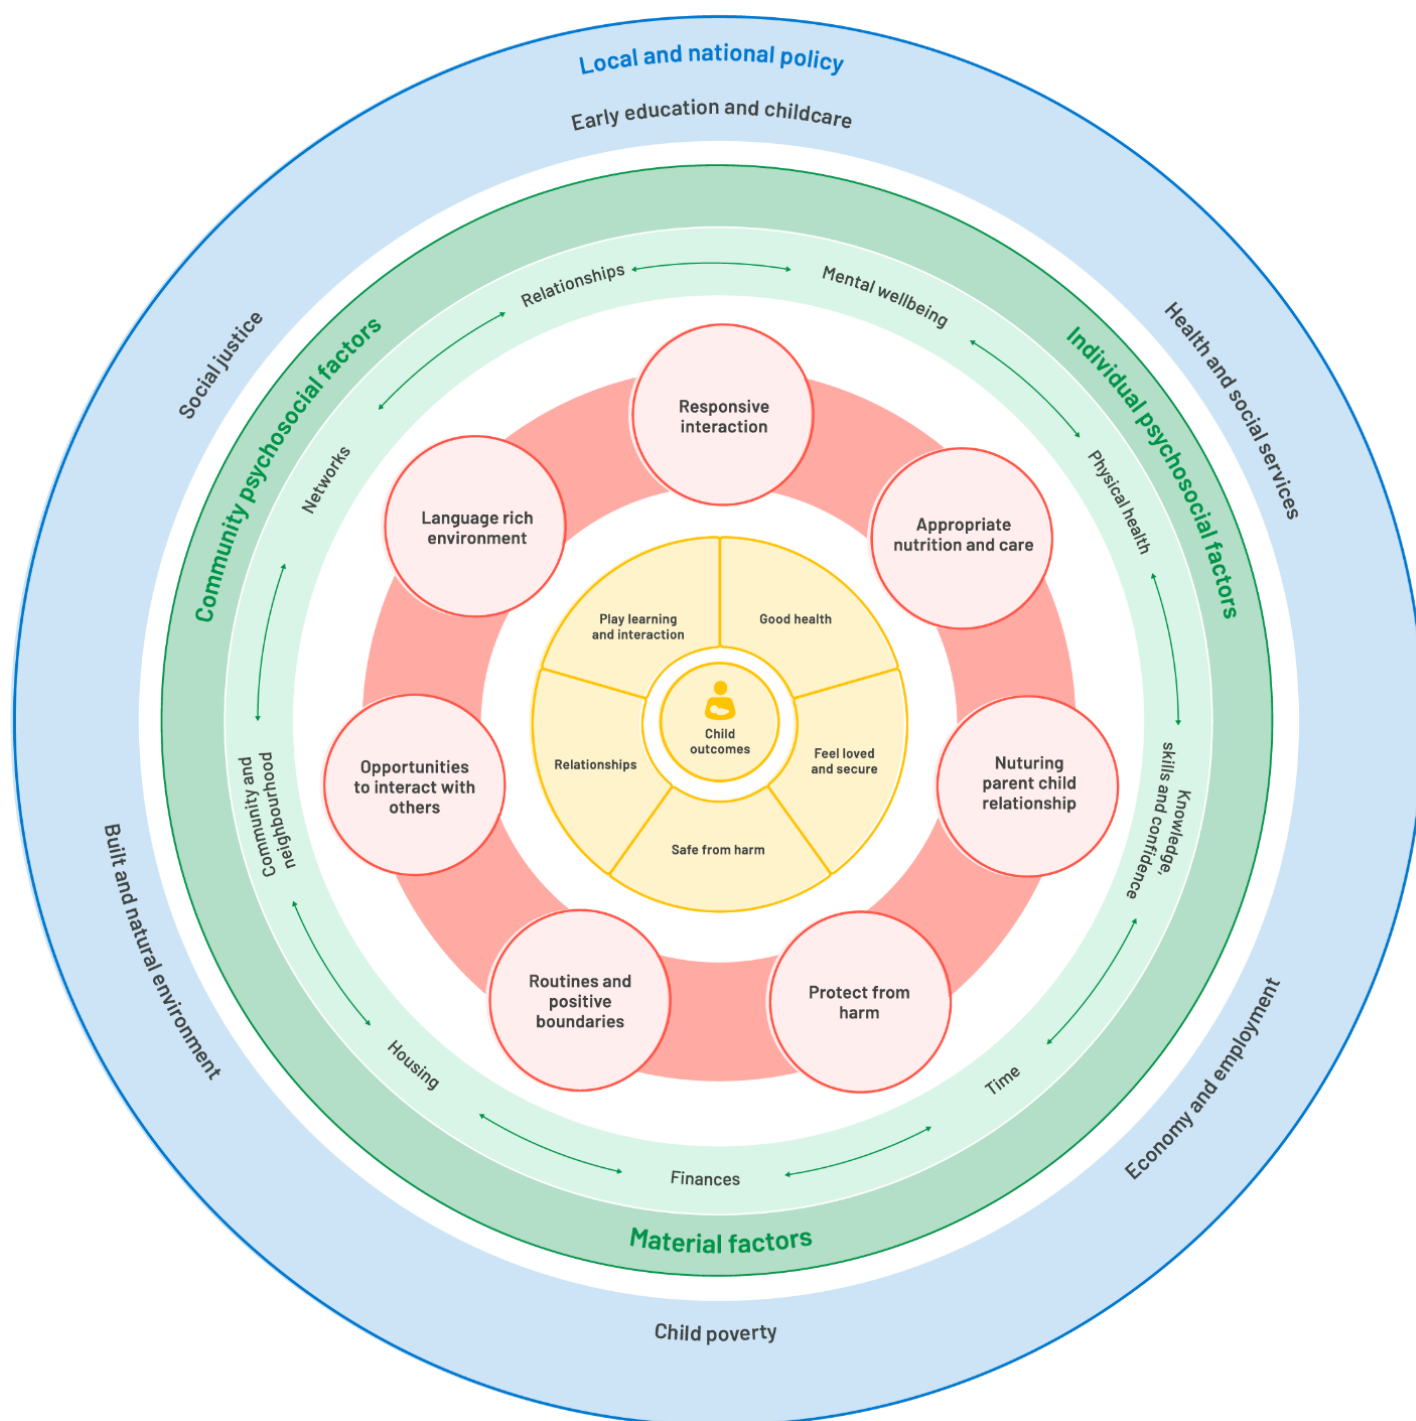 Local and national policy
Early education and childcare
Health and social services
Economy and employment
Child poverty
Built and natural environment
Social justice
Community psychosocial factors
Individual psychosocial factors
Material factors
Relationships
Mental wellbeing
Physical health
Knowledge,
skills and confidence
Time
Finances
Housing
Community and
neighbourhood
Networks
Responsive
interaction
Appropriate
nutrition and care
Nuturing
parent child
relationship
Protect from
harm
Routines and
positive
boundaries
Opportunities
to interact with
others
Language rich
environment
Play learning
and interaction
Good health
Feel loved
and secure
Safe from harm
Relationships
Child
outcomes